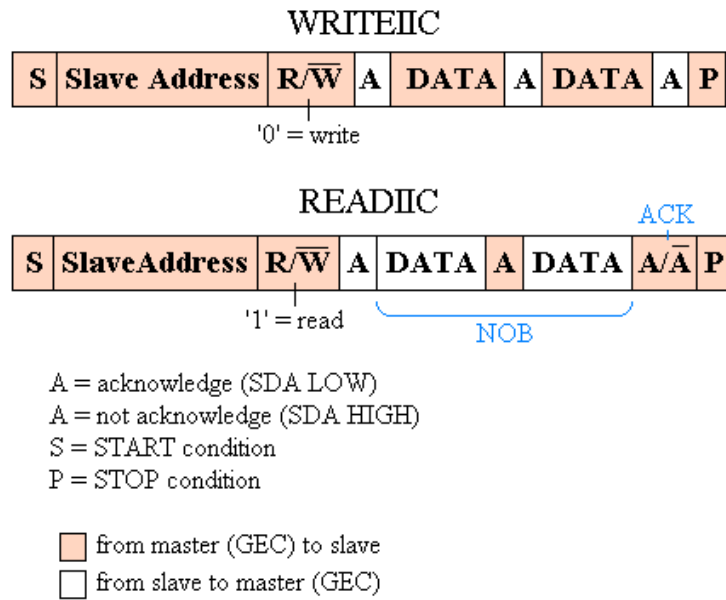 WRITEIIC
S Slave Address R/W̅ A DATA A DATA A P
'0' = write
READIIC
ACK
S SlaveAddress R/W̅ A DATA A DATA A/A̅ P
'1' = read
NOB
A = acknowledge (SDA LOW)
A = not acknowledge (SDA HIGH)
S = START condition
P = STOP condition
from master (GEC) to slave
from slave to master (GEC)